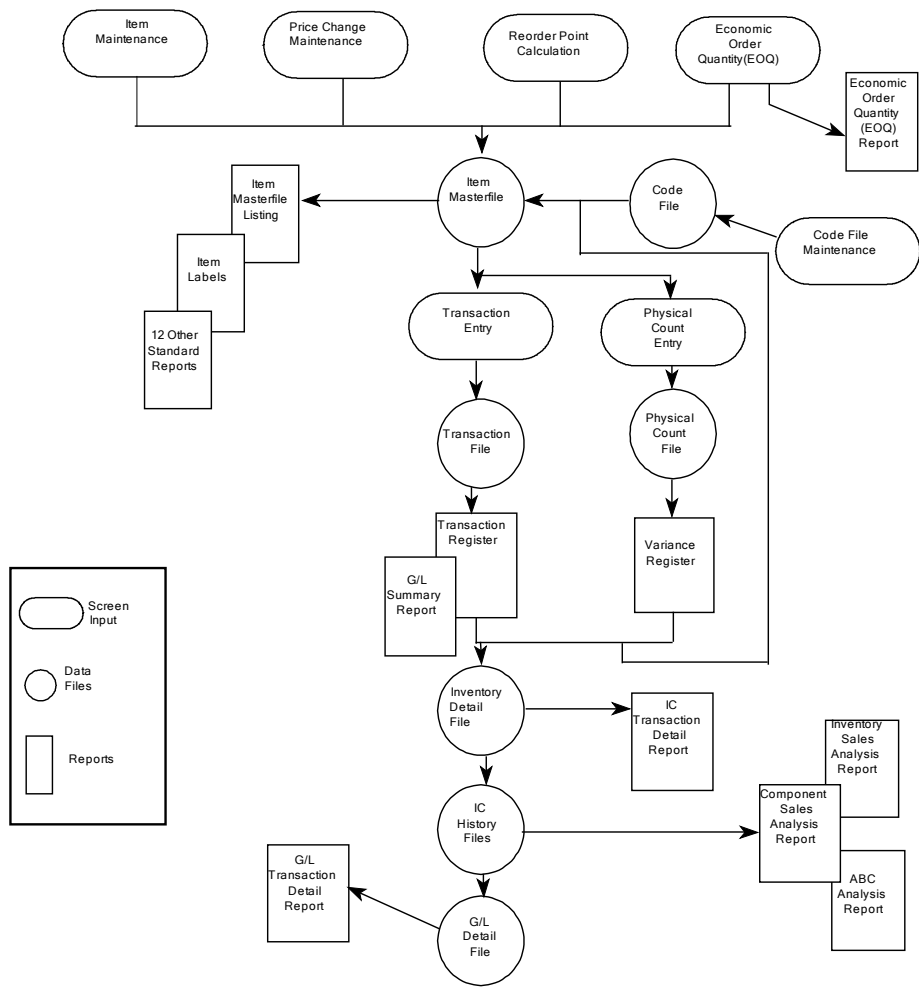 Item
Maintenance
Price Change
Maintenance
Reorder Point
Calculation
Economic
Order
Quantity(EOQ)
Economic
Order
Quantity
(EOQ)
Report
Item
Masterfile
Listing
Item
Masterfile
Code
File
Code File
Maintenance
Item
Labels
12 Other
Standard
Reports
Transaction
Entry
Physical
Count
Entry
Transaction
File
Physical
Count
File
Transaction
Register
G/L
Summary
Report
Variance
Register
Screen
Input
Data
Files
Reports
Inventory
Detail
File
IC
Transaction
Detail
Report
Inventory
Sales
Analysis
Report
Component
Sales
Analysis
Report
ABC
Analysis
Report
IC
History
Files
G/L
Transaction
Detail
Report
G/L
Detail
File